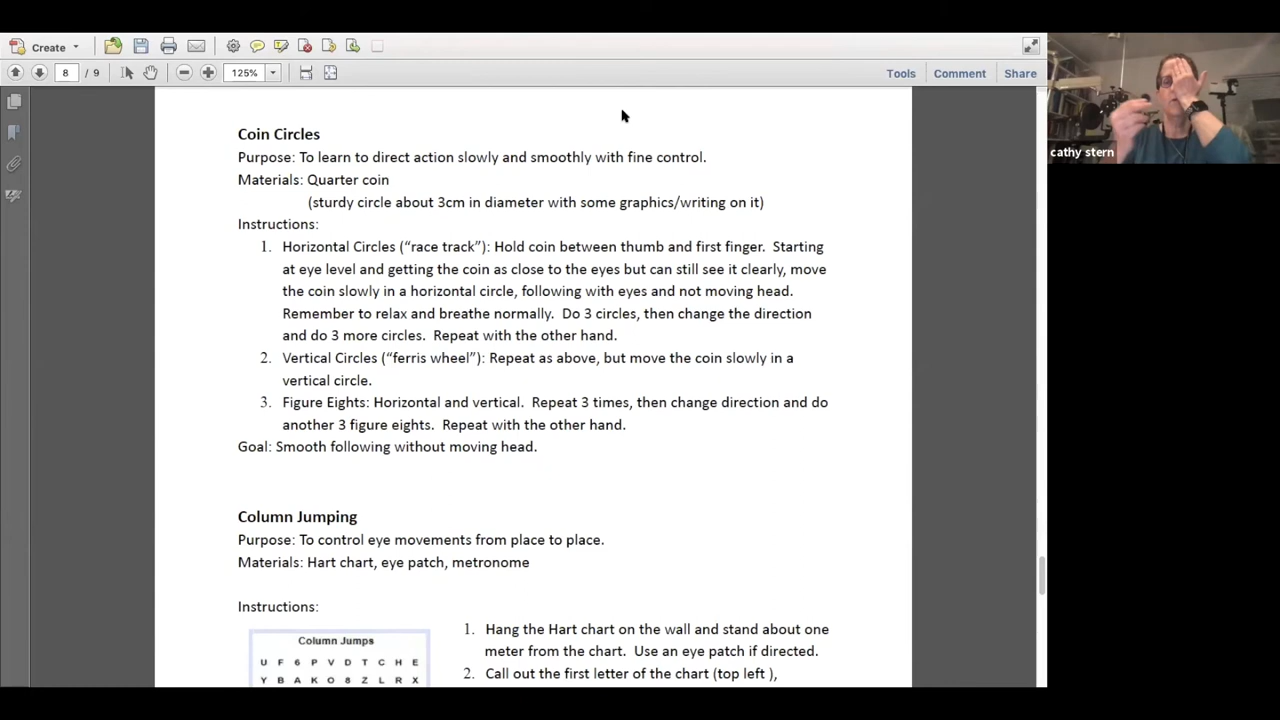 Create
8 / 9
125%
Tools Comment Share
cathy stern
Coin Circles
Purpose: To learn to direct action slowly and smoothly with fine control.
Materials: Quarter coin
(sturdy circle about 3cm in diameter with some graphics/writing on it)
Instructions:
1. Horizontal Circles (“race track”): Hold coin between thumb and first finger. Starting
at eye level and getting the coin as close to the eyes but can still see it clearly, move
the coin slowly in a horizontal circle, following with eyes and not moving head.
Remember to relax and breathe normally. Do 3 circles, then change the direction
and do 3 more circles. Repeat with the other hand.
2. Vertical Circles (“ferris wheel”): Repeat as above, but move the coin slowly in a
vertical circle.
3. Figure Eights: Horizontal and vertical. Repeat 3 times, then change direction and do
another 3 figure eights. Repeat with the other hand.
Goal: Smooth following without moving head.
Column Jumping
Purpose: To control eye movements from place to place.
Materials: Hart chart, eye patch, metronome
Instructions:
Column Jumps
U F 6 P V D T C H E
Y B A K O 8 Z L R X
1. Hang the Hart chart on the wall and stand about one
meter from the chart. Use an eye patch if directed.
2. Call out the first letter of the chart (top left ),